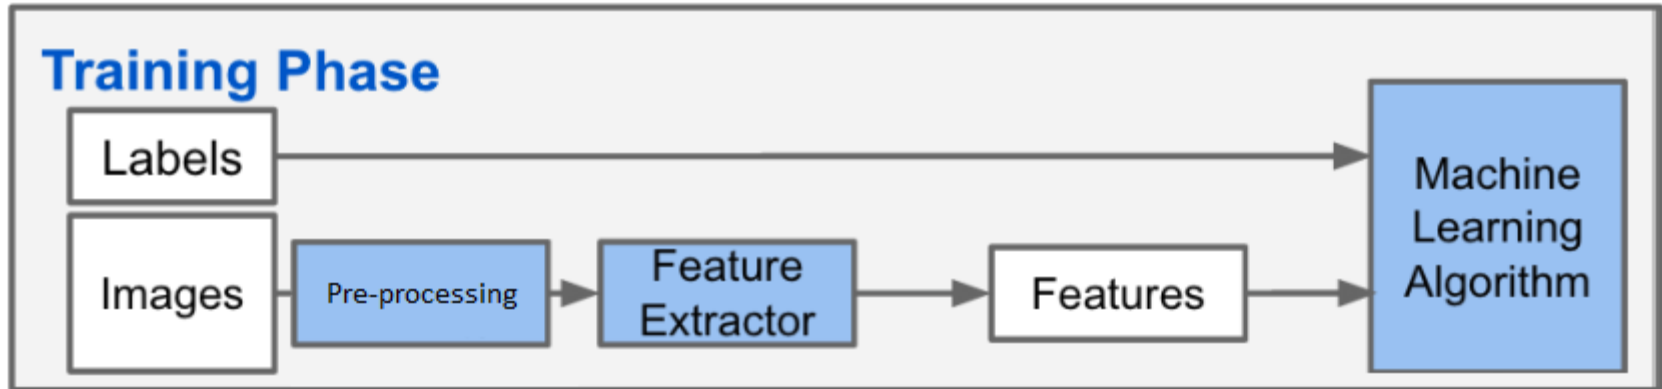 Training Phase
Labels
Images
Pre-processing
Feature
Extractor
Features
Machine
Learning
Algorithm